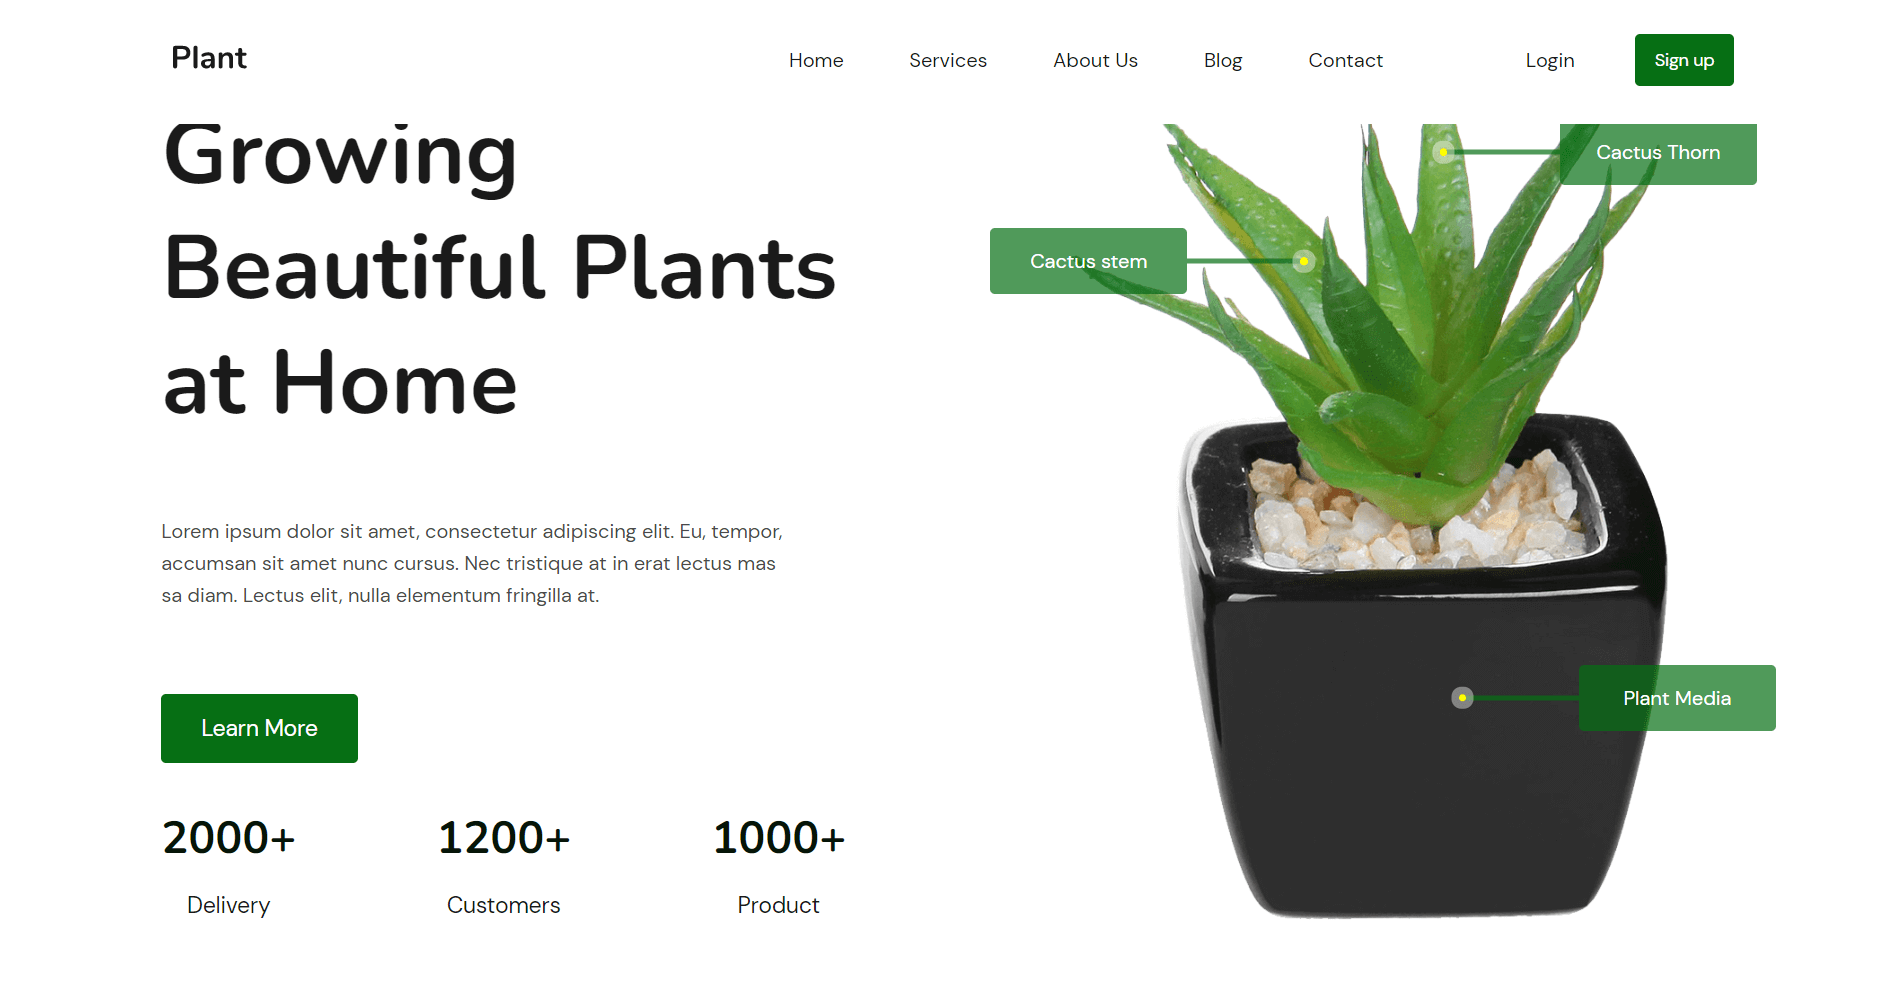 Plant
Home Services About Us Blog Contact Login Sign up
Growing
Beautiful Plants
at Home
Lorem ipsum dolor sit amet, consectetur adipiscing elit. Eu, tempor,
accumsan sit amet nunc cursus. Nec tristique at in erat lectus mas
sa diam. Lectus elit, nulla elementum fringilla at.
Learn More
2000+ 1200+ 1000+
Delivery Customers Product
Cactus Thorn
Cactus stem
Plant Media